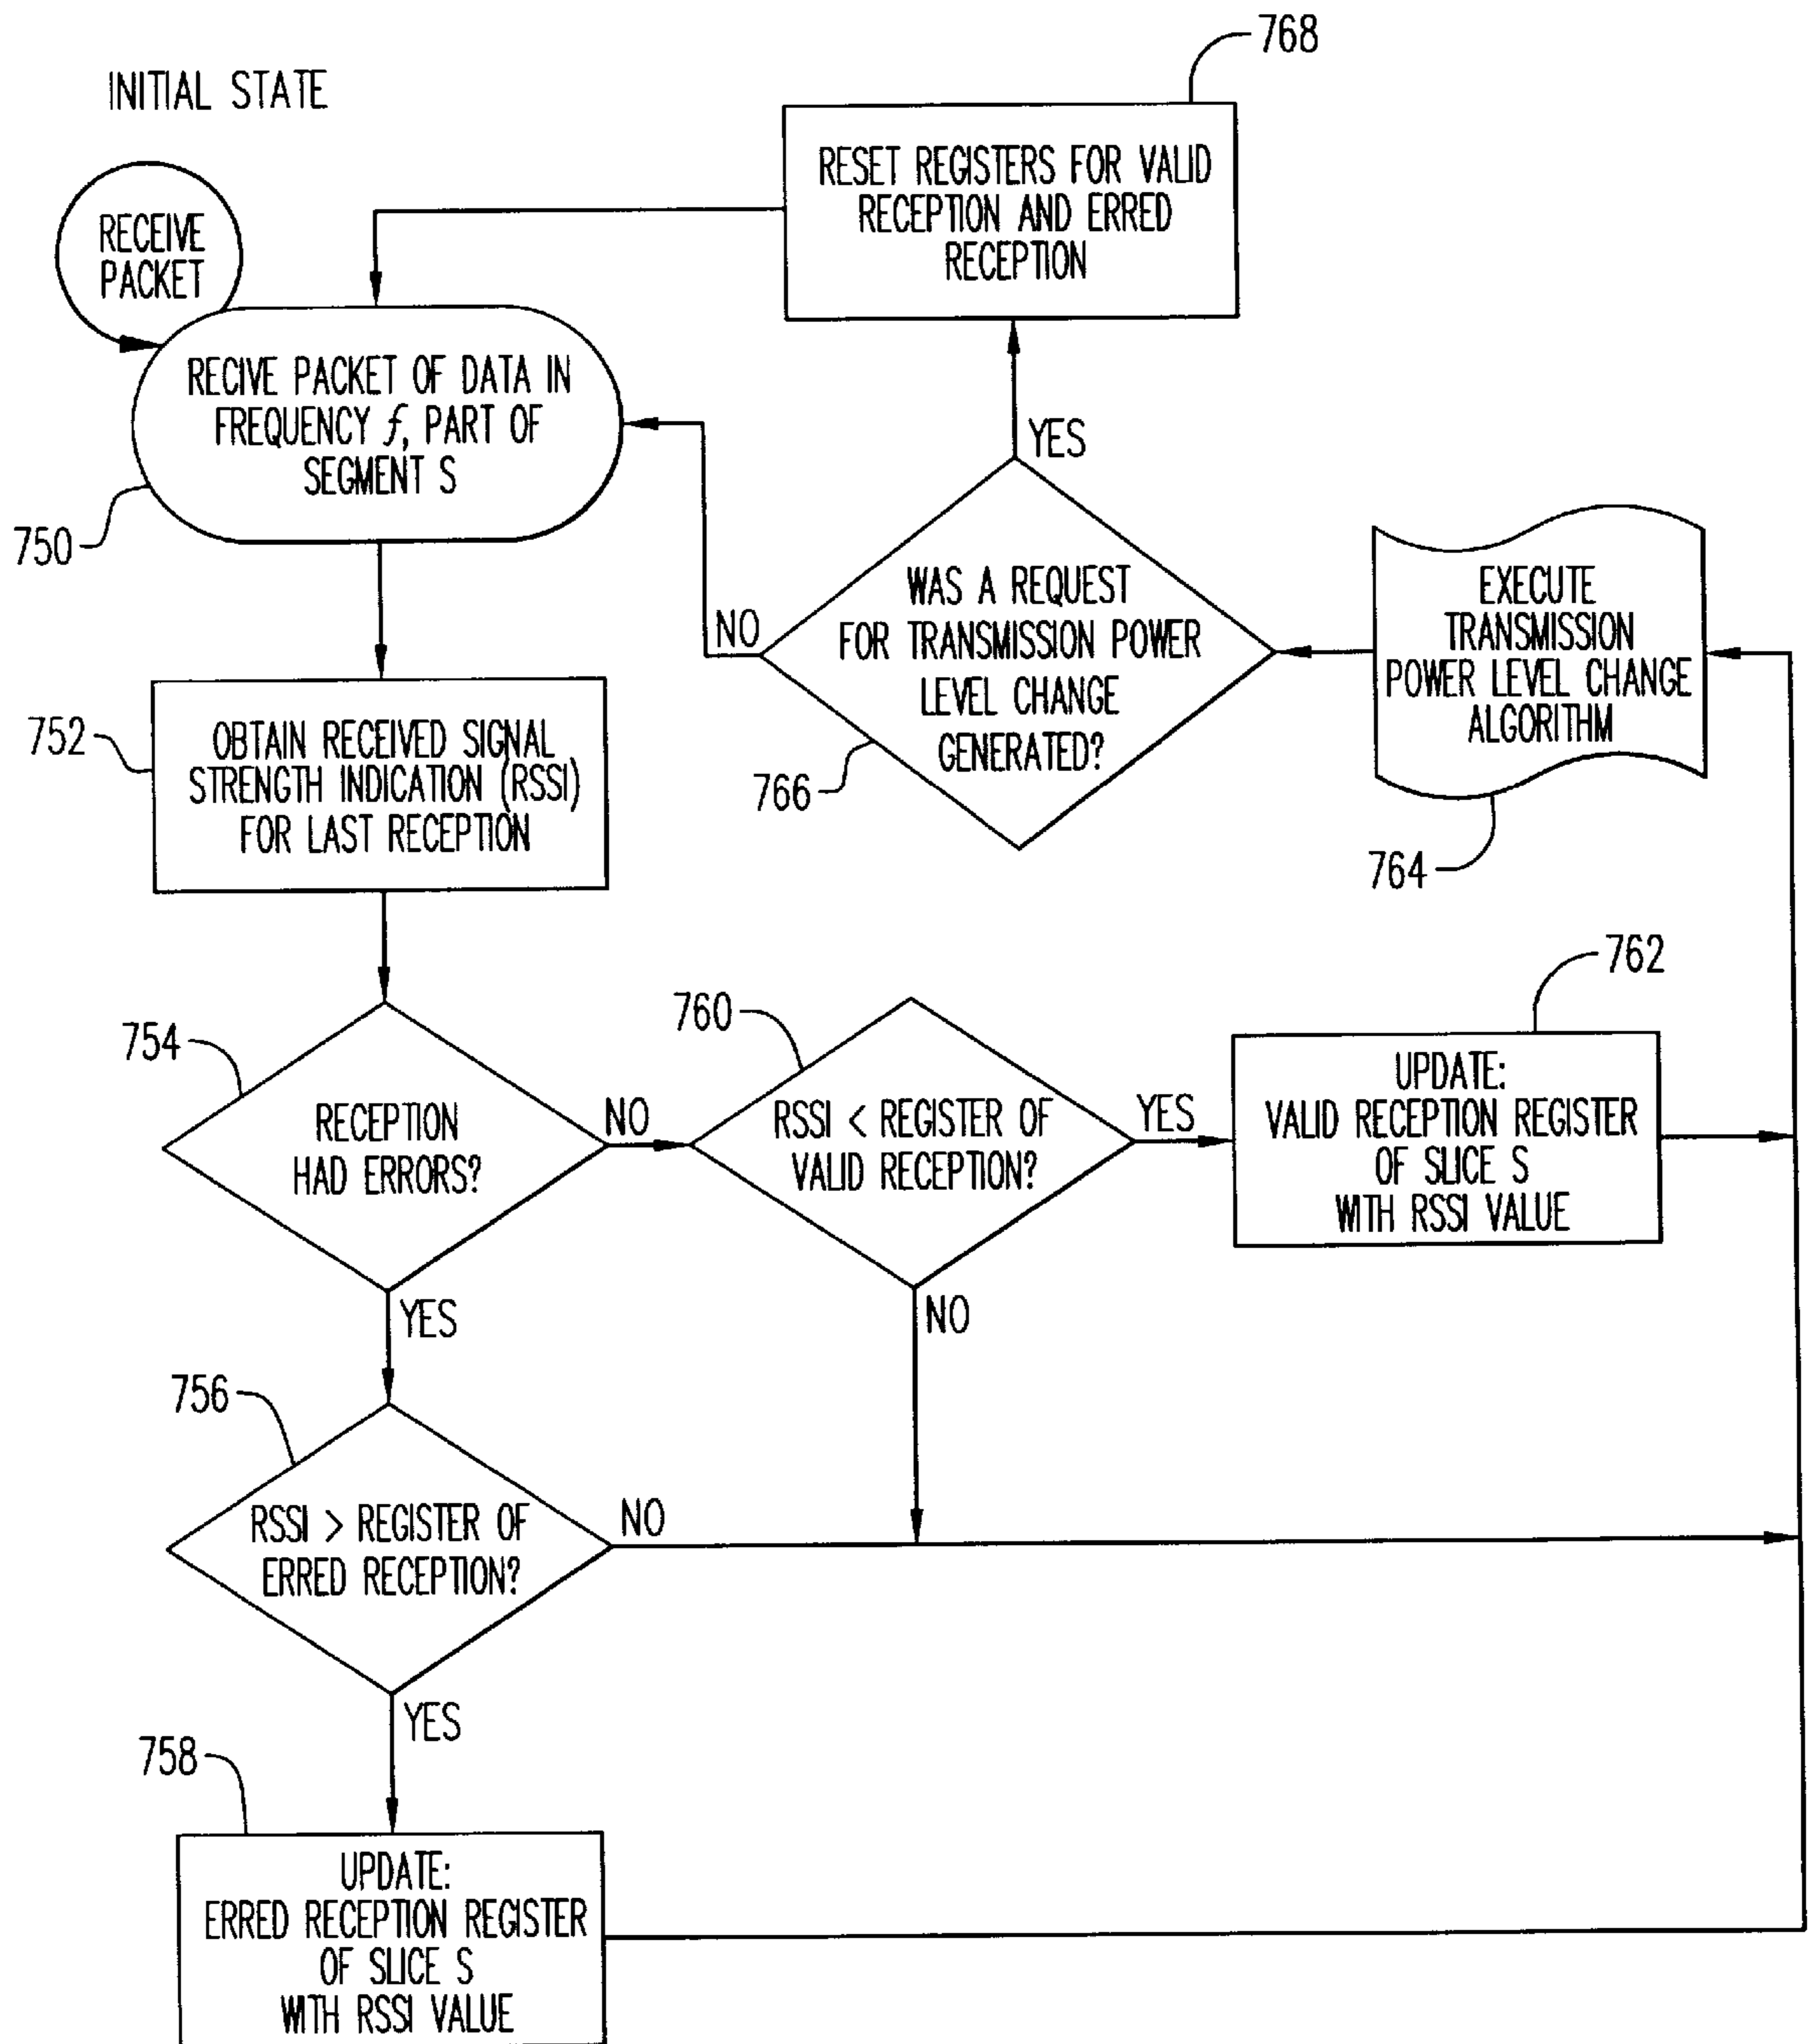 768
INITIAL STATE
RESET REGISTERS FOR VALID
RECEPTION AND ERRED
RECEPTION
RECEIVE
PACKET
RECIVE PACKET OF DATA IN
FREQUENCY f, PART OF
SEGMENT S
750
YES
WAS A REQUEST
FOR TRANSMISSION POWER
LEVEL CHANGE
GENERATED?
NO
766
EXECUTE
TRANSMISSION
POWER LEVEL CHANGE
ALGORITHM
764
752
OBTAIN RECEIVED SIGNAL
STRENGTH INDICATION (RSSI)
FOR LAST RECEPTION
754
RECEPTION
HAD ERRORS?
NO
760
RSSI < REGISTER OF
VALID RECEPTION?
YES
762
UPDATE:
VALID RECEPTION REGISTER
OF SLICE S
WITH RSSI VALUE
YES
NO
756
RSSI > REGISTER OF
ERRED RECEPTION?
NO
YES
758
UPDATE:
ERRED RECEPTION REGISTER
OF SLICE S
WITH RSSI VALUE